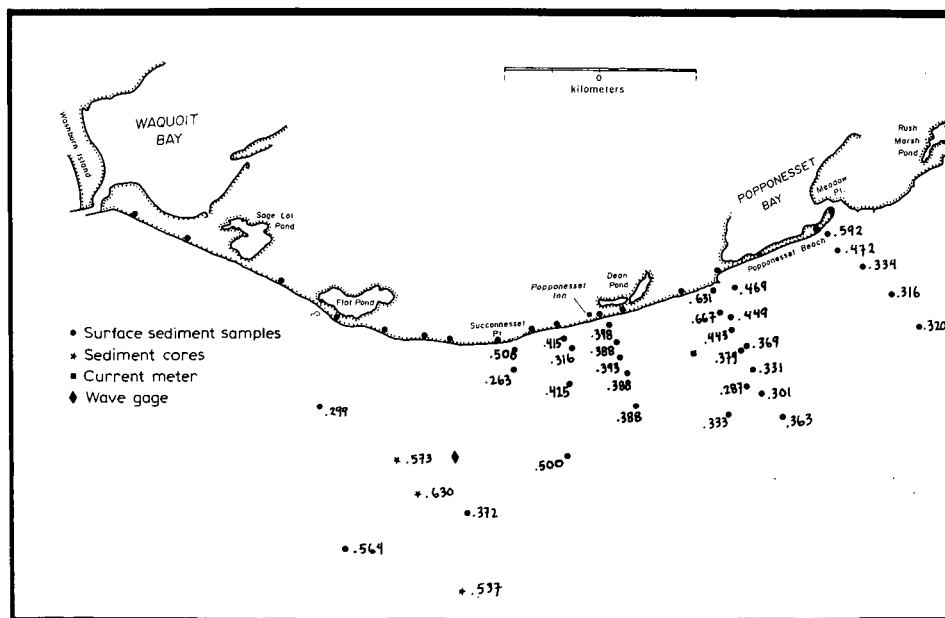 0
kilometers
WAQUOIT
BAY
Washburn Island
Sage Lot
Pond
Flat Pond
Succonnesset
Pt.
Popponesset
Inn
Dean
Pond
POPPONESSET
BAY
Popponesset Beach
Meadow
Pt.
Rush
Marsh
Pond
Surface sediment samples
Sediment cores
Current meter
Wave gage
.592
.472
.334
.316
.320
.631
.469
.667
.449
.443
.369
.379
.331
.287
.301
.333
.363
.398
.388
.393
.388
.388
.415
.316
.425
.508
.263
.500
.299
.573
.630
.372
.564
.537